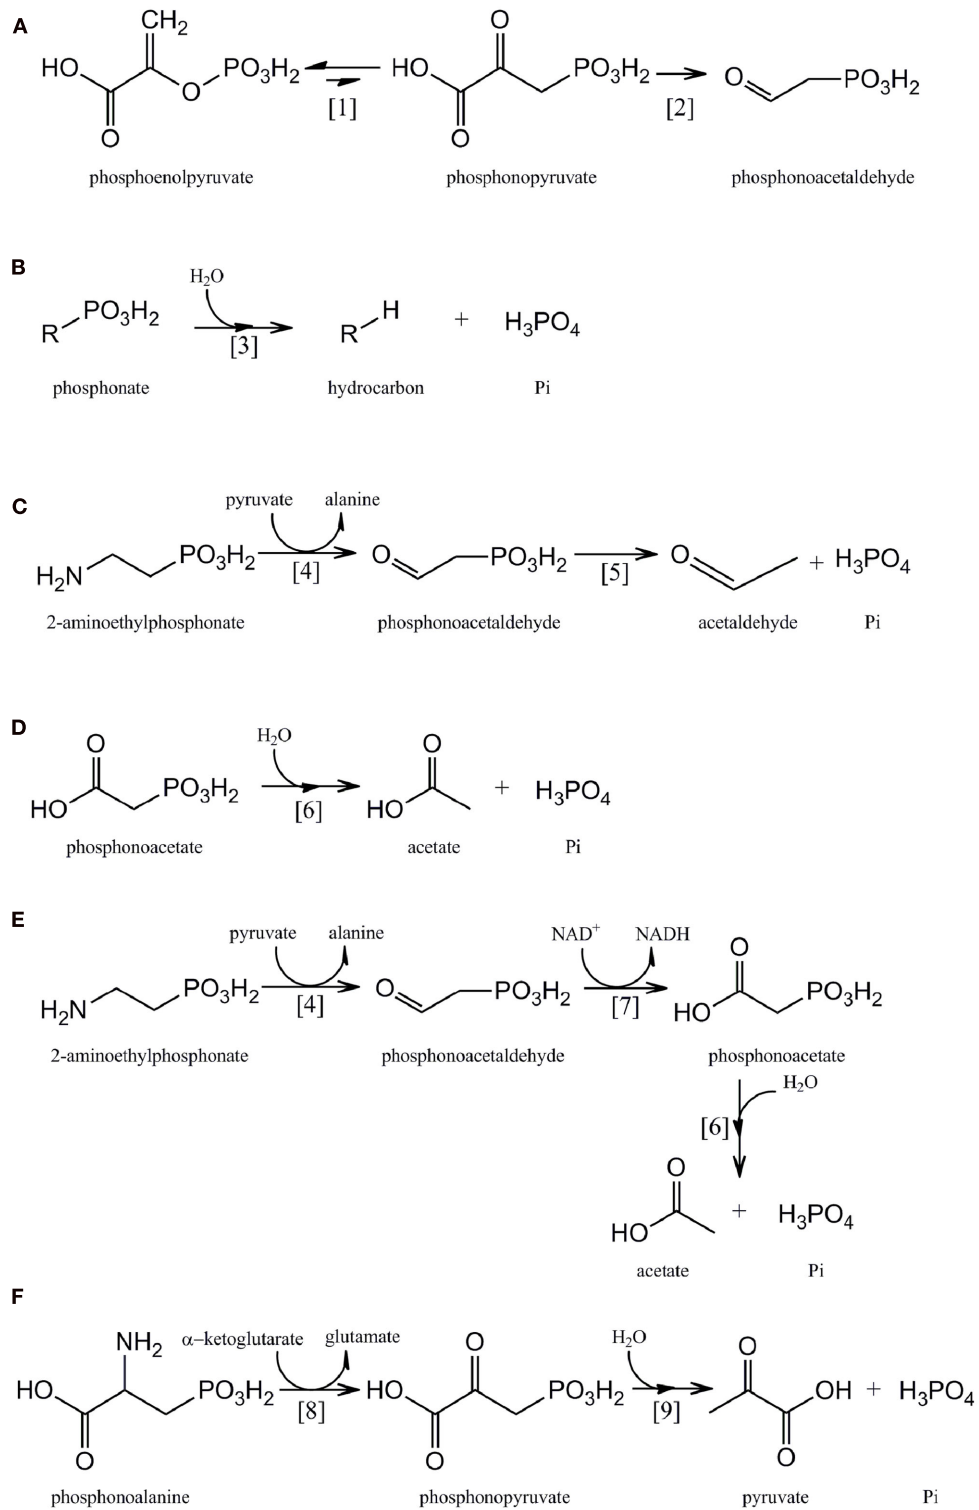 A
CH2
HO
PO3H2
O
O
[1]
O
HO
PO3H2
O
[2]
O
PO3H2
phosphoenolpyruvate
phosphonopyruvate
phosphonoacetaldehyde
B
H2O
PO3H2
R
[3]
H
R
+
H3PO4
phosphonate
hydrocarbon
Pi
C
pyruvate
alanine
PO3H2
H2N
[4]
O
PO3H2
[5]
O
+
H3PO4
2-aminoethylphosphonate
phosphonoacetaldehyde
acetaldehyde
Pi
D
H2O
O
HO
PO3H2
[6]
O
HO
+
H3PO4
phosphonoacetate
acetate
Pi
E
pyruvate
alanine
NAD+
NADH
PO3H2
H2N
[4]
O
PO3H2
[7]
O
HO
PO3H2
2-aminoethylphosphonate
phosphonoacetaldehyde
phosphonoacetate
H2O
[6]
O
HO
+
H3PO4
acetate
Pi
F
NH2
α−ketoglutarate
glutamate
HO
PO3H2
O
[8]
O
HO
PO3H2
O
H2O
[9]
O
OH
O
+
H3PO4
phosphonoalanine
phosphonopyruvate
pyruvate
Pi